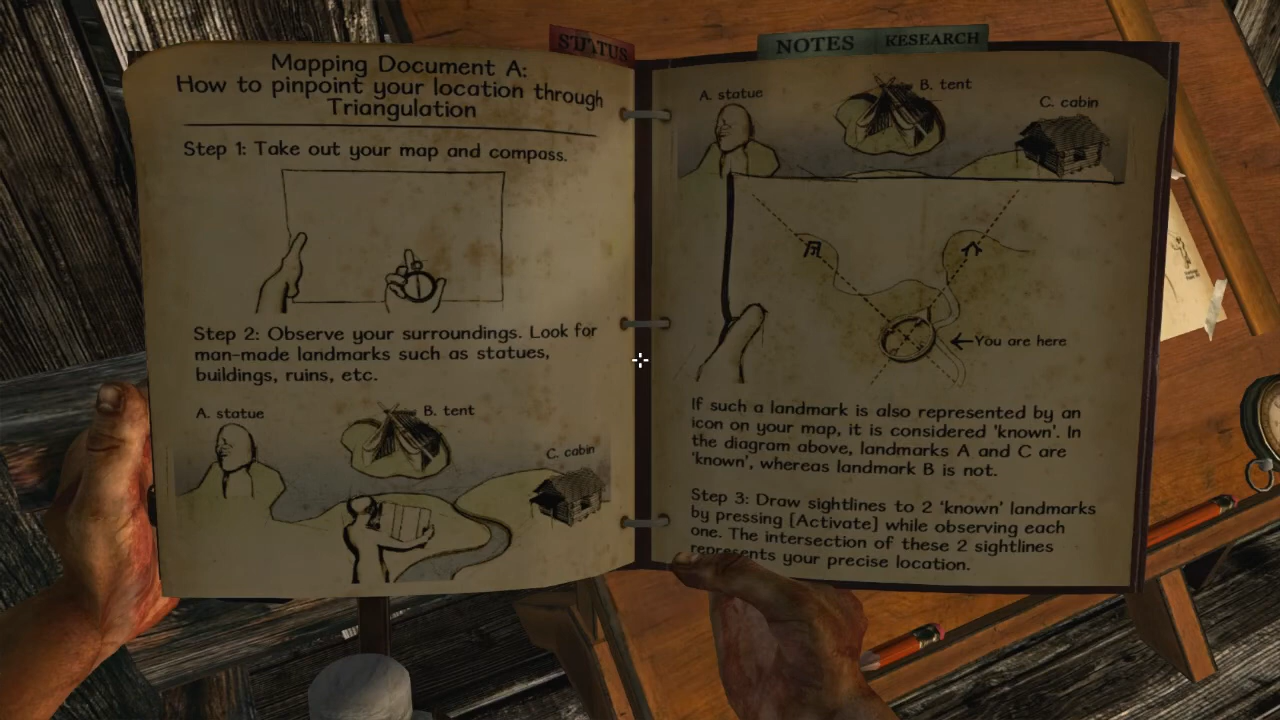 STATUS
NOTES
RESEARCH
Mapping Document A:
How to pinpoint your location through
Triangulation
Step 1: Take out your map and compass.
Step 2: Observe your surroundings. Look for
man-made landmarks such as statues,
buildings, ruins, etc.
A. statue
B. tent
C. cabin
A. statue
B. tent
C. cabin
You are here
If such a landmark is also represented by an
icon on your map, it is considered 'known'. In
the diagram above, landmarks A and C are
'known', whereas landmark B is not.
Step 3: Draw sightlines to 2 'known' landmarks
by pressing [Activate] while observing each
one. The intersection of these 2 sightlines
represents your precise location.